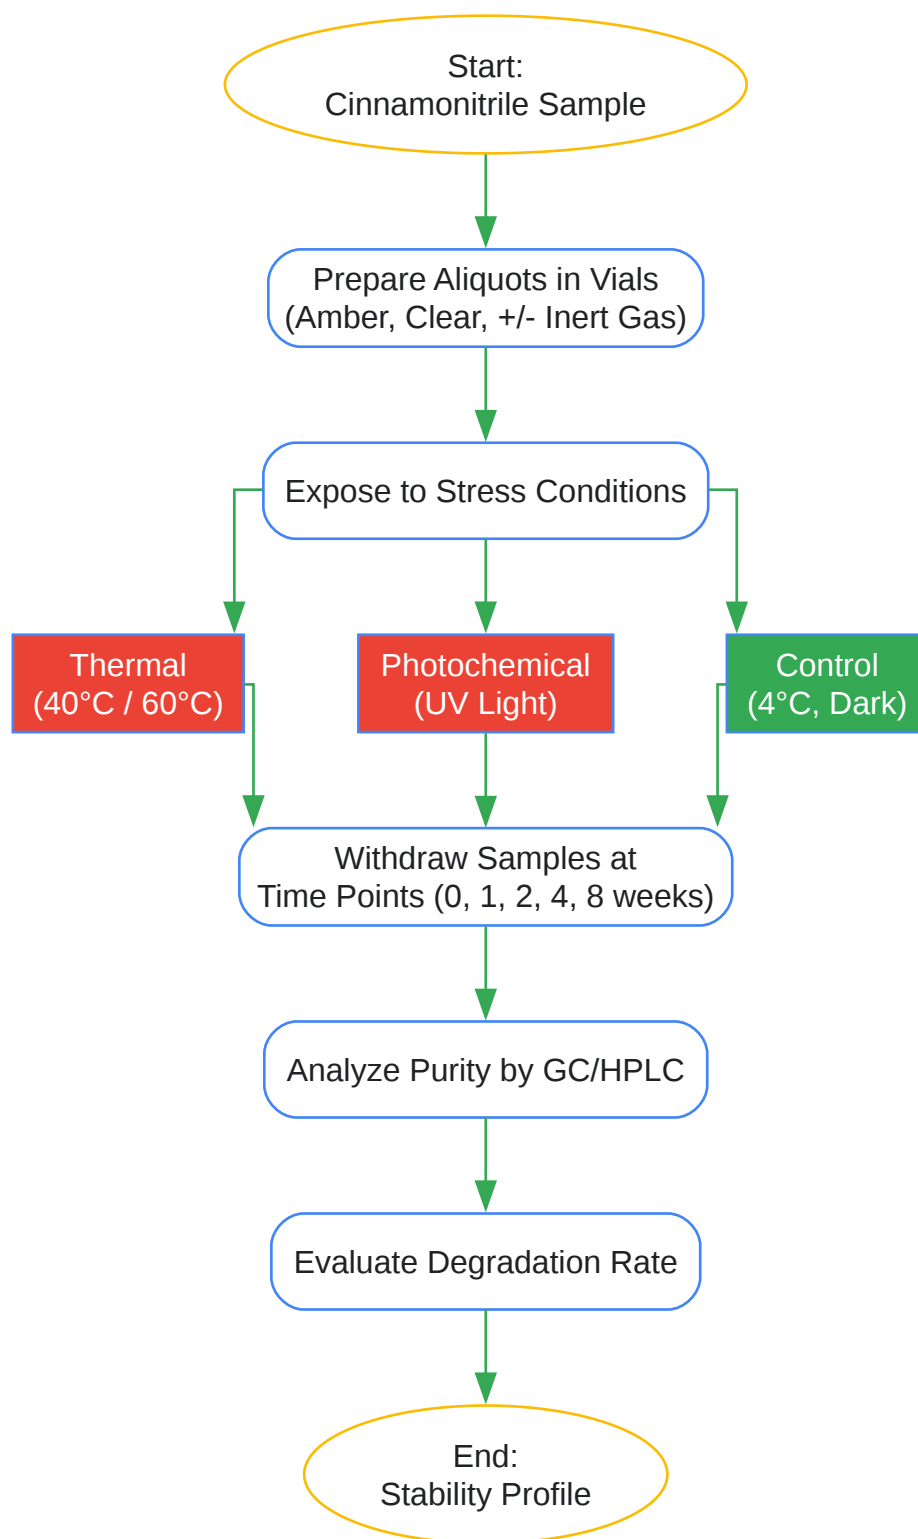 Start:
Cinnamonitrile Sample
Prepare Aliquots in Vials
(Amber, Clear, +/- Inert Gas)
Expose to Stress Conditions
Thermal
(40°C / 60°C)
Photochemical
(UV Light)
Control
(4°C, Dark)
Withdraw Samples at
Time Points (0, 1, 2, 4, 8 weeks)
Analyze Purity by GC/HPLC
Evaluate Degradation Rate
End:
Stability Profile